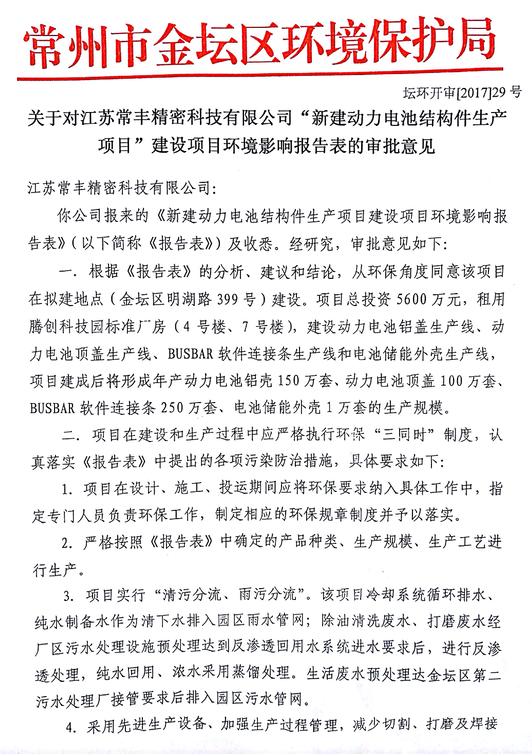 常州市金坛区环境保护局
坛环开审[2017]29 号
关于对江苏常丰精密科技有限公司“新建动力电池结构件生产
项目”建设项目环境影响报告表的审批意见
江苏常丰精密科技有限公司：
你公司报来的《新建动力电池结构件生产项目建设项目环境影响报
告表》（以下简称《报告表》）及收悉。经研究，审批意见如下：
一．根据《报告表》的分析、建议和结论，从环保角度同意该项目
在拟建地点（金坛区明湖路 399 号）建设。项目总投资 5600 万元，租用
腾创科技园标准厂房（4 号楼、7 号楼），建设动力电池铝盖生产线、动
力电池顶盖生产线、BUSBAR 软件连接条生产线和电池储能外壳生产线，
项目建成后将形成年产动力电池铝壳 150 万套、动力电池顶盖 100 万套、
BUSBAR 软件连接条 250 万套、电池储能外壳 1 万套的生产规模。
二．项目在建设和生产过程中应严格执行环保“三同时”制度，认
真落实《报告表》中提出的各项污染防治措施，具体要求如下：
1．项目在设计、施工、投运期间应将环保要求纳入具体工作中，指
定专门人员负责环保工作，制定相应的环保规章制度并予以落实。
2．严格按照《报告表》中确定的产品种类、生产规模、生产工艺进
行生产。
3．项目实行“清污分流、雨污分流”。该项目冷却系统循环排水、
纯水制备水作为清下水排入园区雨水管网；除油清洗废水、打磨废水经
厂区污水处理设施预处理达到反渗透回用水系统进水要求后，进行反渗
透处理，纯水回用、浓水采用蒸馏处理。生活废水预处理达金坛区第二
污水处理厂接管要求后排入园区污水管网。
4．采用先进生产设备、加强生产过程管理，减少切割、打磨及焊接